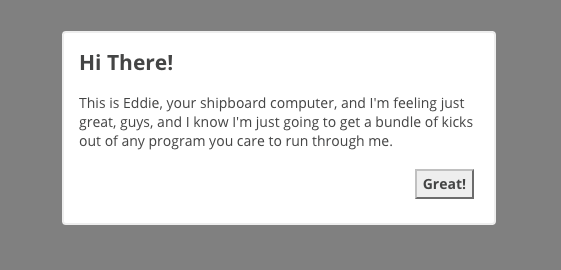 Hi There!
This is Eddie, your shipboard computer, and I'm feeling just
great, guys, and I know I'm just going to get a bundle of kicks
out of any program you care to run through me.
Great!